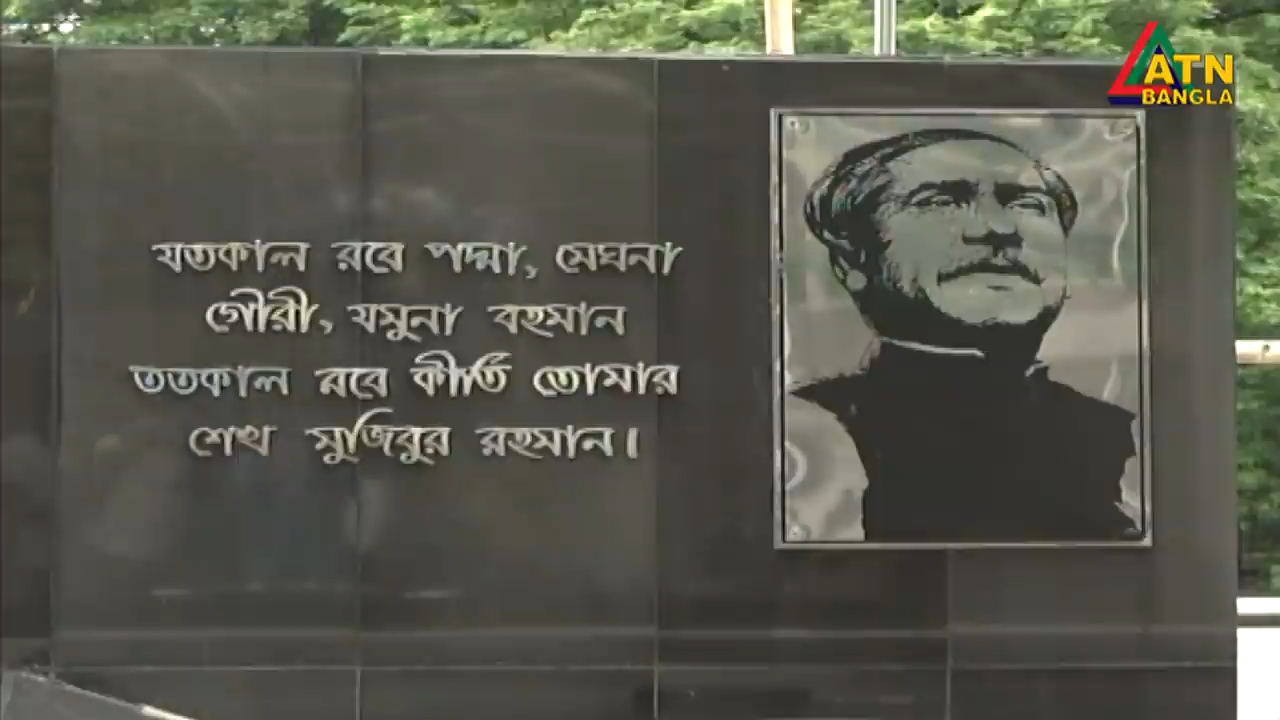 ATN
BANGLA
যতকাল রবে পদ্মা, মেঘনা
গৌরী, যমুনা বহমান
ততকাল রবে কীর্তি তোমার
শেখ মুজিবুর রহমান।